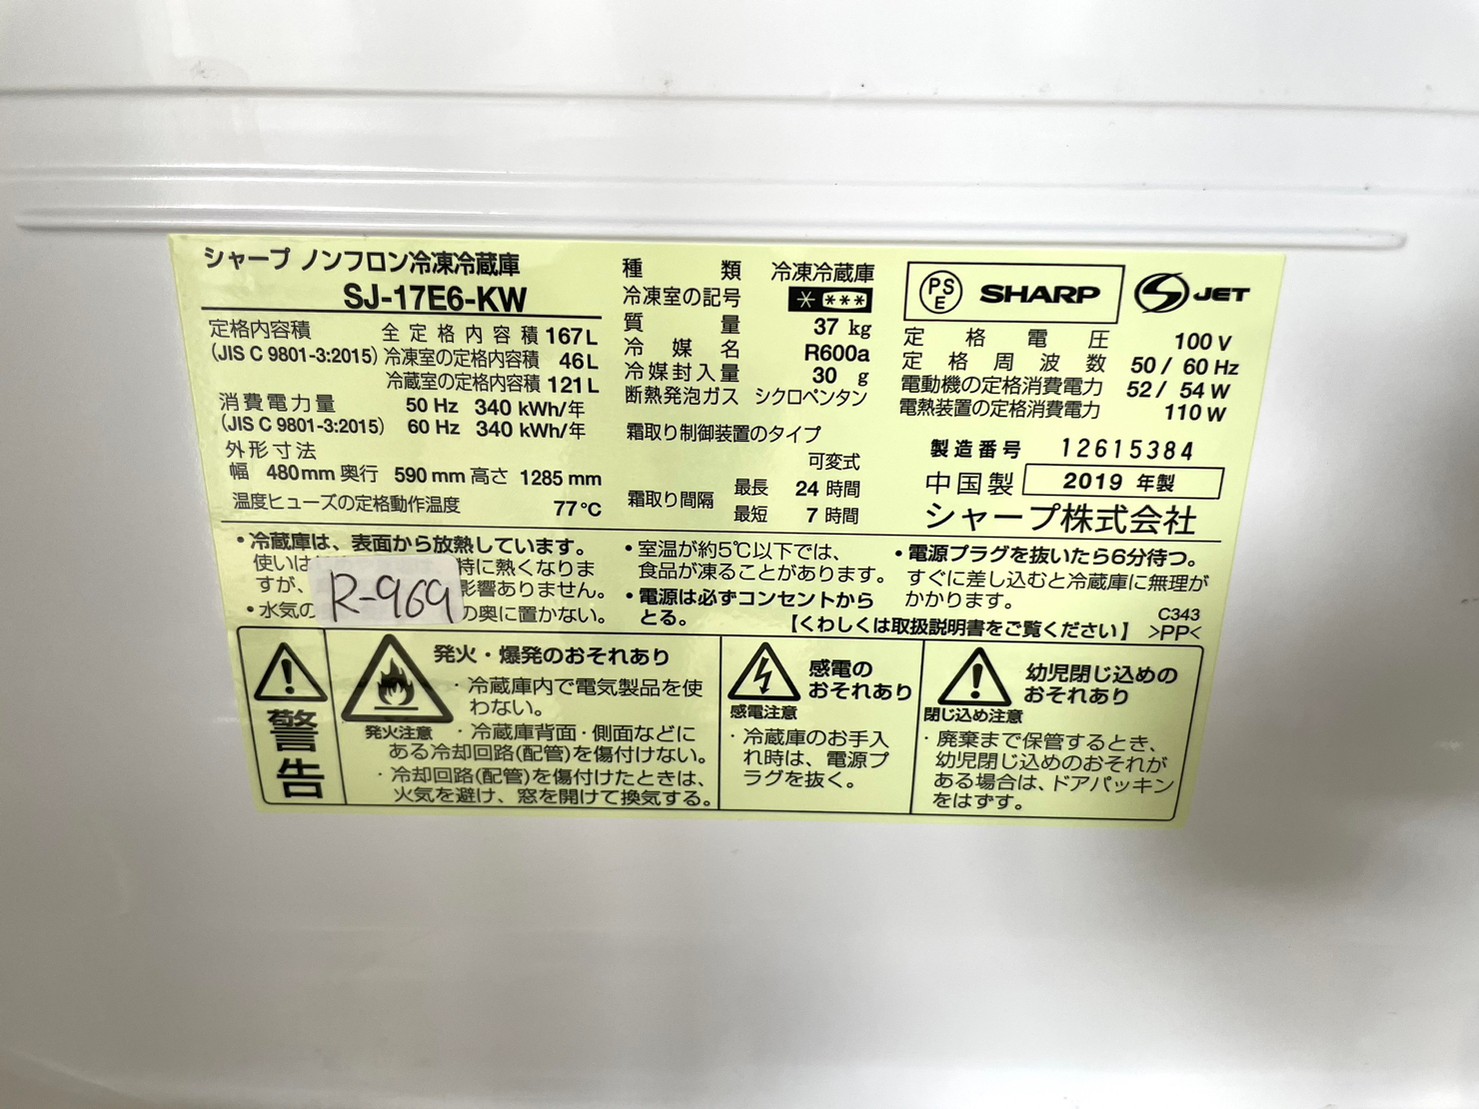 シャープ ノンフロン冷凍冷蔵庫
SJ-17E6-KW
定格内容積 全定格内容積 167L
(JIS C 9801-3:2015) 冷凍室の定格内容積 46L
冷蔵室の定格内容積 121L
消費電力量 50 Hz 340 kWh/年
(JIS C 9801-3:2015) 60 Hz 340 kWh/年
外形寸法
幅 480mm 奥行 590mm 高さ 1285mm
温度ヒューズの定格動作温度 77℃
種類 冷凍冷蔵庫
冷凍室の記号 * ***
質量 37 kg
冷媒名 R600a
冷媒封入量 30 g
断熱発泡ガス シクロペンタン
霜取り制御装置のタイプ
可変式
霜取り間隔 最長 24 時間
最短 7 時間
PS
E SHARP JET
定格電圧 100 V
定格周波数 50 / 60 Hz
電動機の定格消費電力 52 / 54 W
電熱装置の定格消費電力 110 W
製造番号 12615384
中国製 2019 年製
シャープ株式会社
・冷蔵庫は、表面から放熱しています。
使いは 特に熱くなりま
すが、 影響ありません。
・水気の の奥に置かない。
R-969
・室温が約5℃以下では、
食品が凍ることがあります。
・電源は必ずコンセントから
とる。
・電源プラグを抜いたら6分待つ。
すぐに差し込むと冷蔵庫に無理が
かかります。
【くわしくは取扱説明書をご覧ください】
C343
>PP<
警告
発火・爆発のおそれあり
発火注意
・冷蔵庫内で電気製品を使
わない。
・冷蔵庫背面・側面などに
ある冷却回路(配管)を傷付けない。
・冷却回路(配管)を傷付けたときは、
火気を避け、窓を開けて換気する。
感電の
おそれあり
感電注意
・冷蔵庫のお手入
れ時は、電源プ
ラグを抜く。
幼児閉じ込めの
おそれあり
閉じ込め注意
・廃棄まで保管するとき、
幼児閉じ込めのおそれが
ある場合は、ドアパッキン
をはずす。